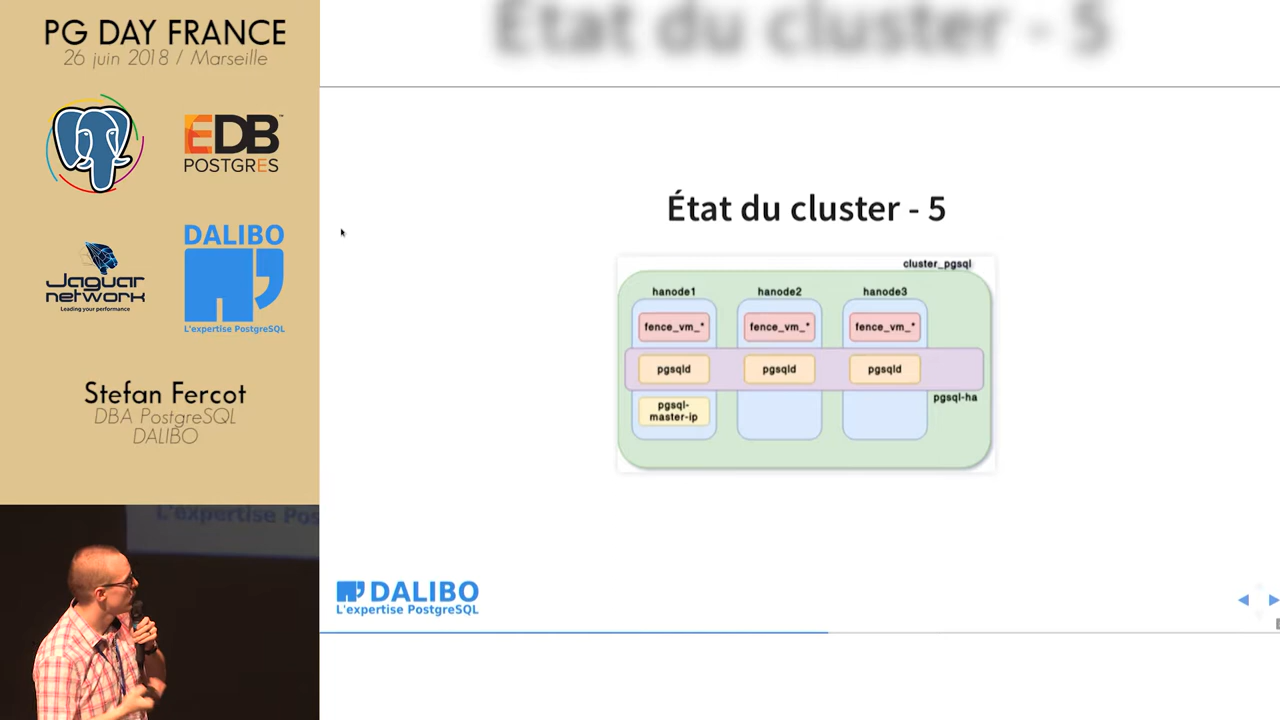 PG DAY FRANCE
26 juin 2018 / Marseille
EDB
POSTGRES
Jaguar
network
Leading your performance
DALIBO
L'expertise PostgreSQL
Stefan Fercot
DBA PostgreSQL
DALIBO
L'expertise Pos
État du cluster - 5
État du cluster - 5
cluster_pgsql
hanode1
hanode2
hanode3
fence_vm_*
fence_vm_*
fence_vm_*
pgsqld
pgsqld
pgsqld
pgsql-ha
pgsql-
master-ip
DALIBO
L'expertise PostgreSQL